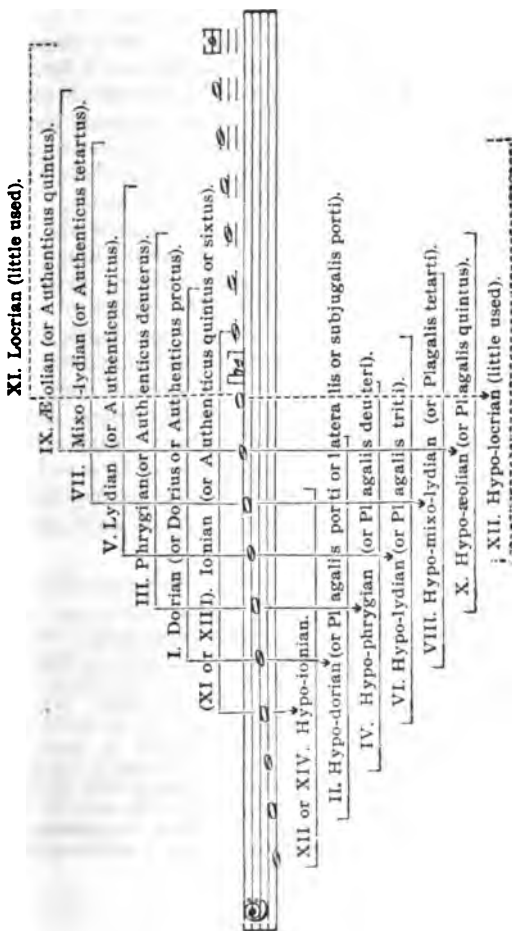 XI. Locrian (little used).
IX. Æolian (or Authenticus quintus).
VII. Mixo-lydian (or Authenticus tetartus).
V. Lydian (or Authenticus tritus).
III. Phrygian (or Authenticus deuterus).
I. Dorian (or Dorius or Authenticus protus).
(XI or XIII). Ionian (or Authenticus quintus or sixtus).
XII or XIV. Hypo-ionian.
II. Hypo-dorian (or Plagalis porti or lateralis or subjugalis porti).
IV. Hypo-phrygian (or Plagalis deuteri).
VI. Hypo-lydian (or Plagalis triti).
VIII. Hypo-mixo-lydian (or Plagalis tetarti).
X. Hypo-æolian (or Plagalis quintus).
XII. Hypo-locrian (little used).